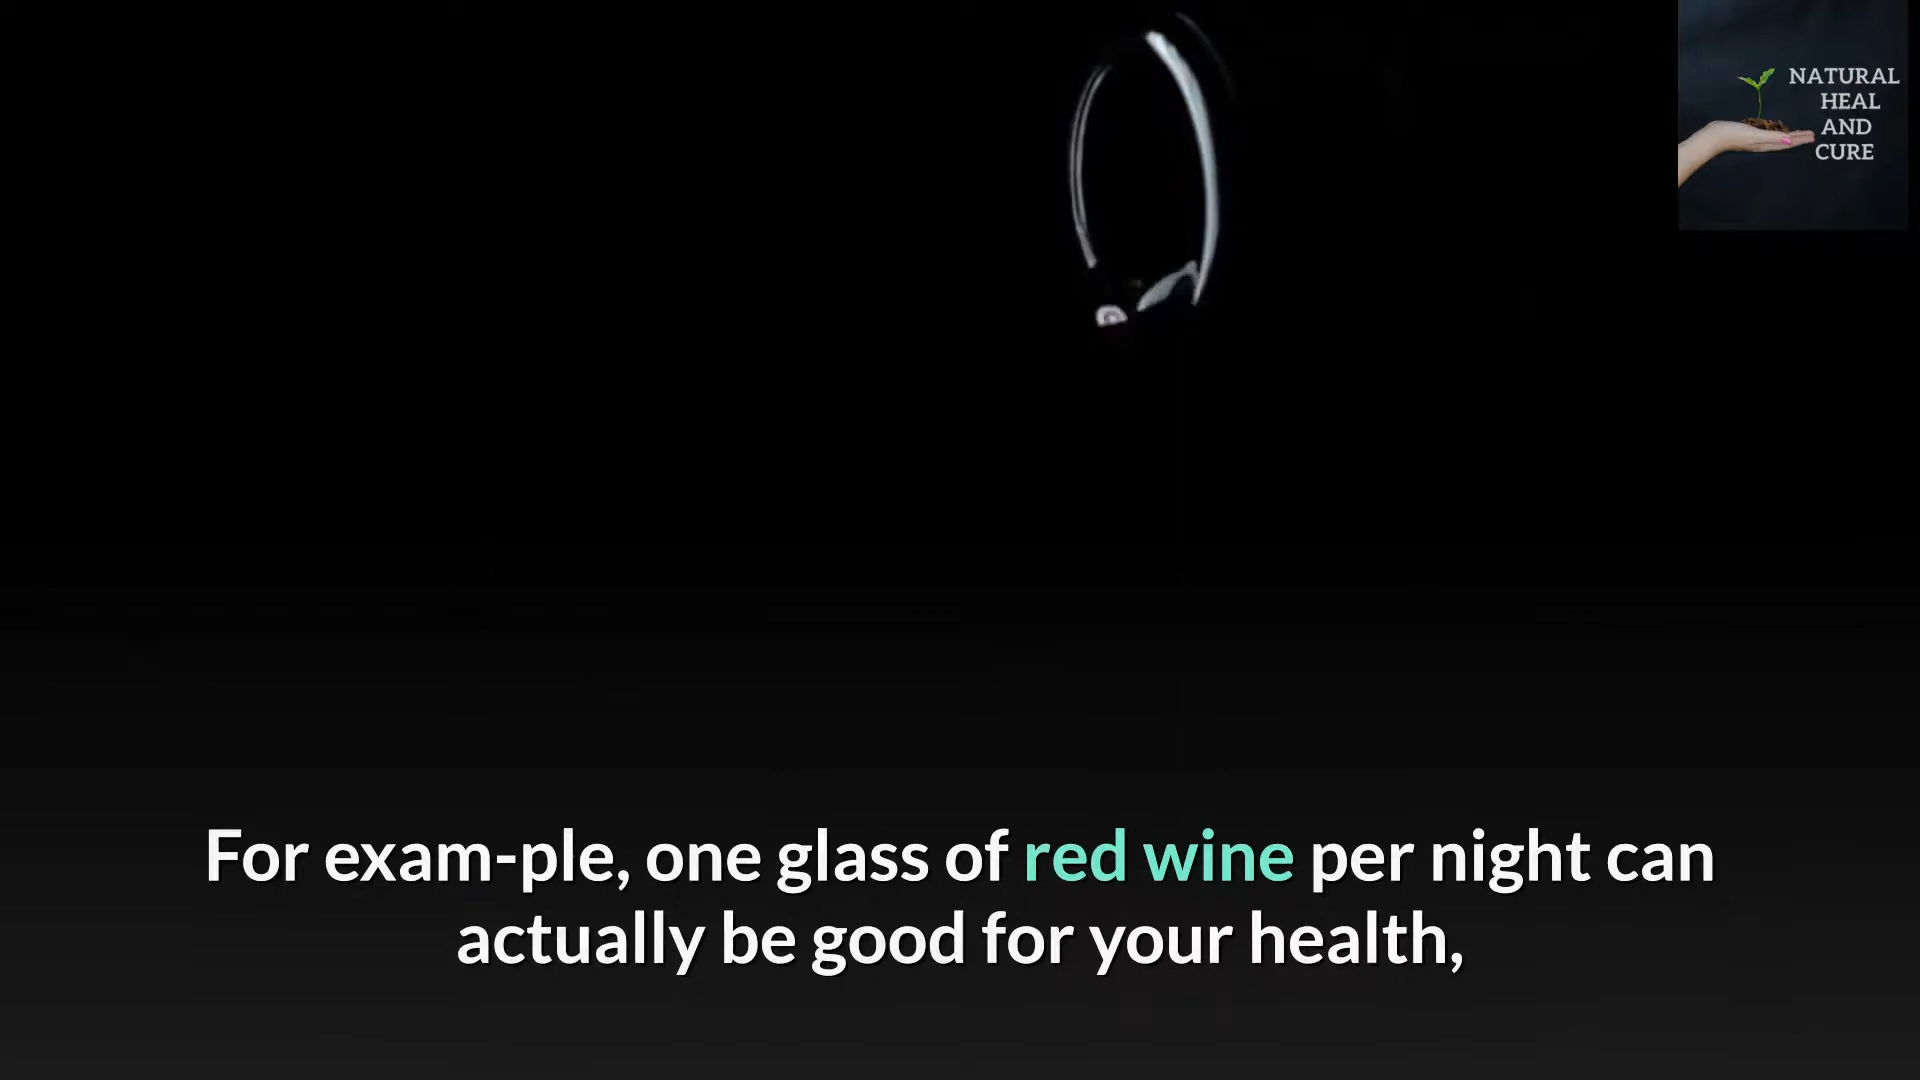 NATURAL
HEAL
AND
CURE
For exam-ple, one glass of red wine per night can
actually be good for your health,